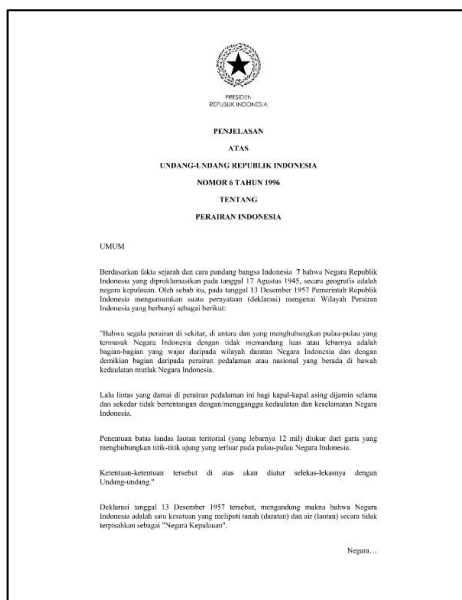 PRESIDEN
REPUBLIK INDONESIA
PENJELASAN
ATAS
UNDANG-UNDANG REPUBLIK INDONESIA
NOMOR 6 TAHUN 1996
TENTANG
PERAIRAN INDONESIA
UMUM
Berdasarkan fakta sejarah dan cara pandang bangsa Indonesia 7 bahwa Negara Republik
Indonesia yang diproklamasikan pada tanggal 17 Agustus 1945, secara geografis adalah
negara kepulauan. Oleh sebab itu, pada tanggal 13 Desember 1957 Pemerintah Republik
Indonesia mengumumkan suatu pernyataan (deklarasi) mengenai Wilayah Perairan
Indonesia yang berbunyi sebagai berikut:
"Bahwa segala perairan di sekitar, di antara dan yang menghubungkan pulau-pulau yang
termasuk Negara Indonesia dengan tidak memandang luas atau lebarnya adalah
bagian-bagian yang wajar daripada wilayah daratan Negara Indonesia dan dengan
demikian bagian daripada perairan pedalaman atau nasional yang berada di bawah
kedaulatan mutlak Negara Indonesia.
Lalu lintas yang damai di perairan pedalaman ini bagi kapal-kapal asing dijamin selama
dan sekedar tidak bertentangan dengan/mengganggu kedaulatan dan keselamatan Negara
Indonesia.
Penentuan batas landas lautan teritorial (yang lebarnya 12 mil) diukur dari garis yang
menghubungkan titik-titik ujung yang terluar pada pulau-pulau Negara Indonesia.
Ketentuan-ketentuan tersebut di atas akan diatur selekas-lekasnya dengan
Undang-undang."
Deklarasi tanggal 13 Desember 1957 tersebut, mengandung makna bahwa Negara
Indonesia adalah satu kesatuan yang meliputi tanah (daratan) dan air (lautan) secara tidak
terpisahkan sebagai "Negara Kepulauan".
Negara…